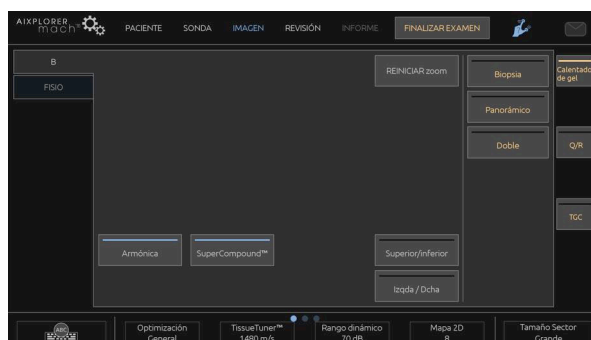 AIXPLORER
mach®
PACIENTE SONDA IMAGEN REVISIÓN INFORME FINALIZAR EXAMEN
B
FISIO
REINICIAR zoom
Biopsia
Calentado
de gel
Panorámico
Doble
Q/R
TGC
Armónica
SuperCompound™
Superior/inferior
Izqda / Dcha
ABC
Optimización
General
TissueTuner™
1480 m/s
Rango dinámico
70 dB
Mapa 2D
8
Tamaño Sector
Grande